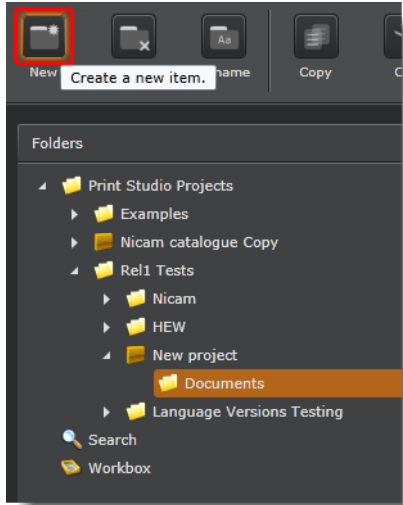 New
Create a new item.
name
Copy
C
Folders
Print Studio Projects
Examples
Nicam catalogue Copy
Rel1 Tests
Nicam
HEW
New project
Documents
Language Versions Testing
Search
Workbox